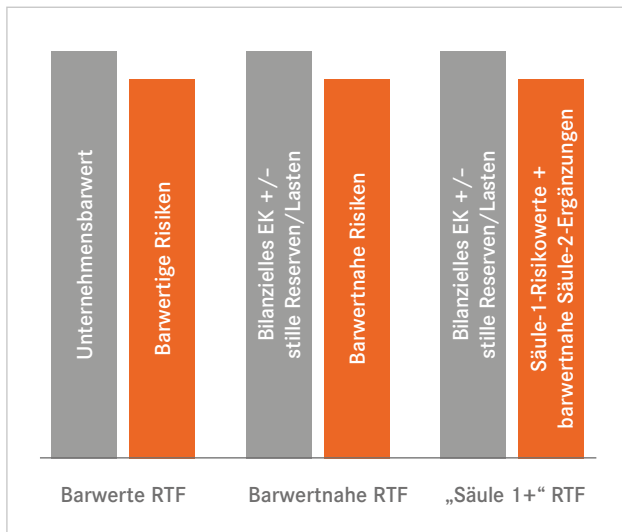 Unternehmensbarwert
Barwertige Risiken
Bilanzielles EK +/–
stille Reserven/Lasten
Barwertnahe Risiken
Bilanzielles EK +/–
stille Reserven/Lasten
Säule-1-Risikowerte +
barwertnahe Säule-2-Ergänzungen
Barwerte RTF
Barwertnahe RTF
„Säule 1+“ RTF